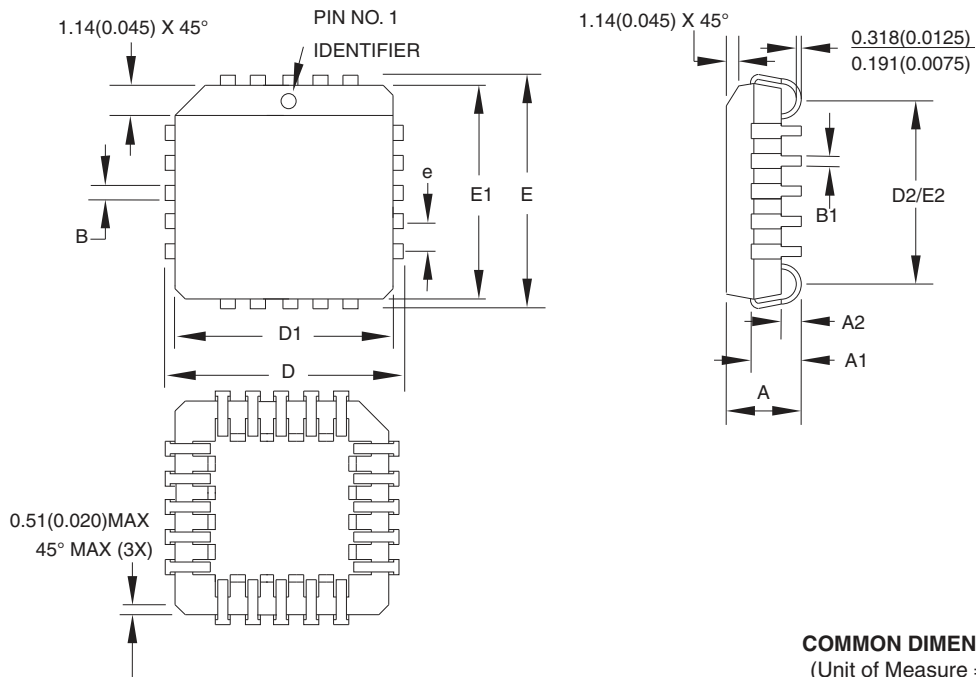 1.14(0.045) X 45°
PIN NO. 1
IDENTIFIER
1.14(0.045) X 45°
0.318(0.0125)
0.191(0.0075)
e
E1
E
D2/E2
B
B1
D1
D
A2
A1
A
0.51(0.020)MAX
45° MAX (3X)
COMMON DIMEN
(Unit of Measure =